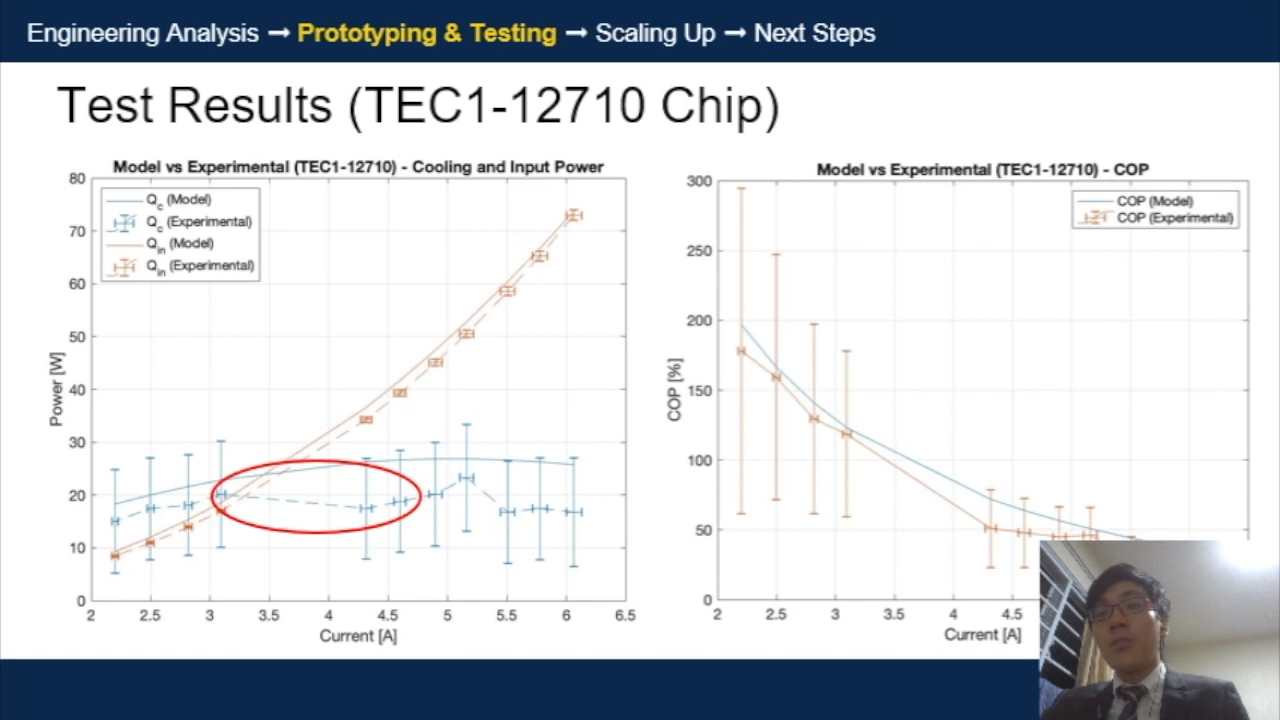 Engineering Analysis → Prototyping & Testing → Scaling Up → Next Steps
Test Results (TEC1-12710 Chip)
Model vs Experimental (TEC1-12710) - Cooling and Input Power
80
70
60
50
40
30
20
10
0
Power [W]
Qc (Model)
Qc (Experimental)
Qin (Model)
Qin (Experimental)
2 2.5 3 3.5 4 4.5 5 5.5 6 6.5
Current [A]
Model vs Experimental (TEC1-12710) - COP
300
250
200
150
100
50
0
COP [%]
COP (Model)
COP (Experimental)
2 2.5 3 3.5 4 4.5
Current [A]